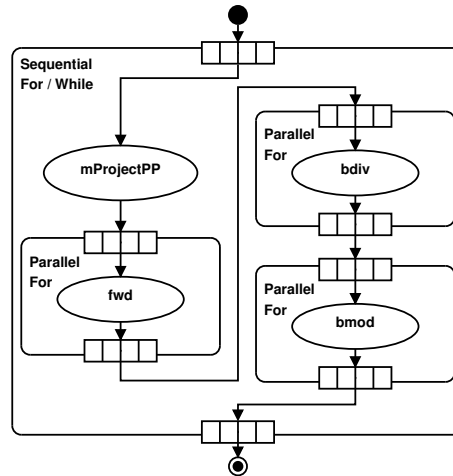 Sequential
For / While
mProjectPP
Parallel
For
fwd
Parallel
For
bdiv
Parallel
For
bmod